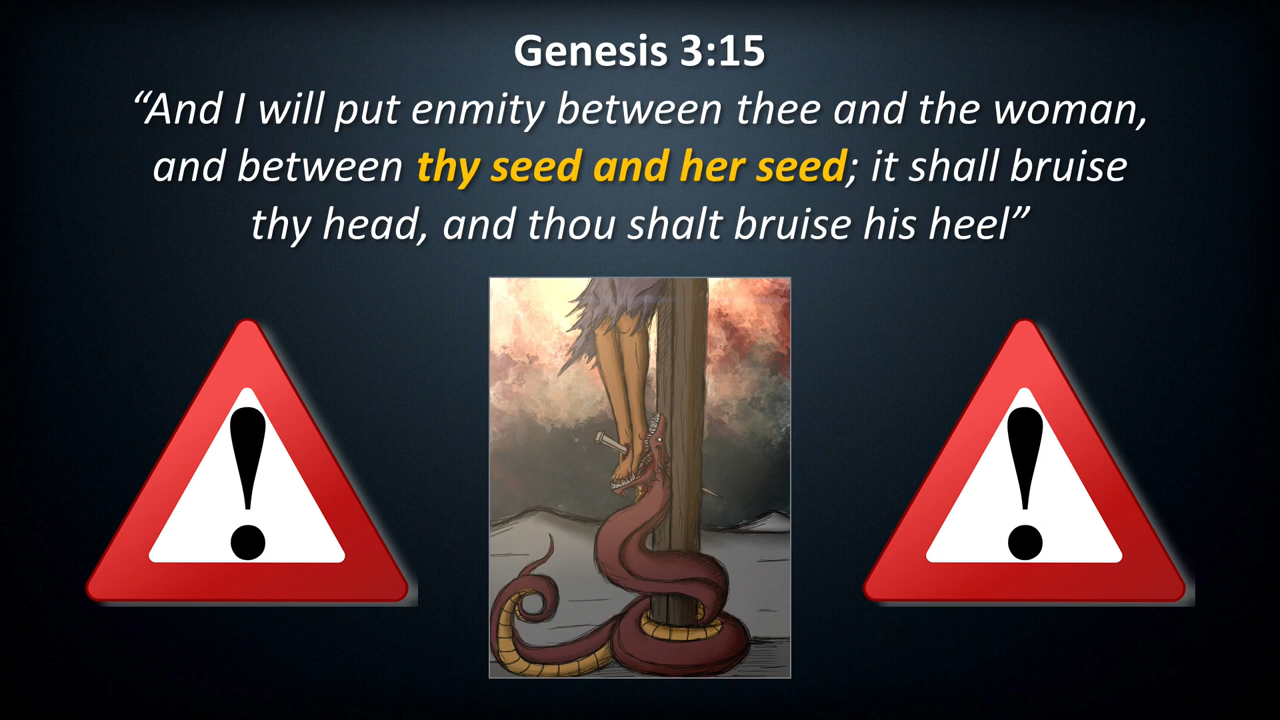 Genesis 3:15
“And I will put enmity between thee and the woman,
and between thy seed and her seed; it shall bruise
thy head, and thou shalt bruise his heel”
!
!